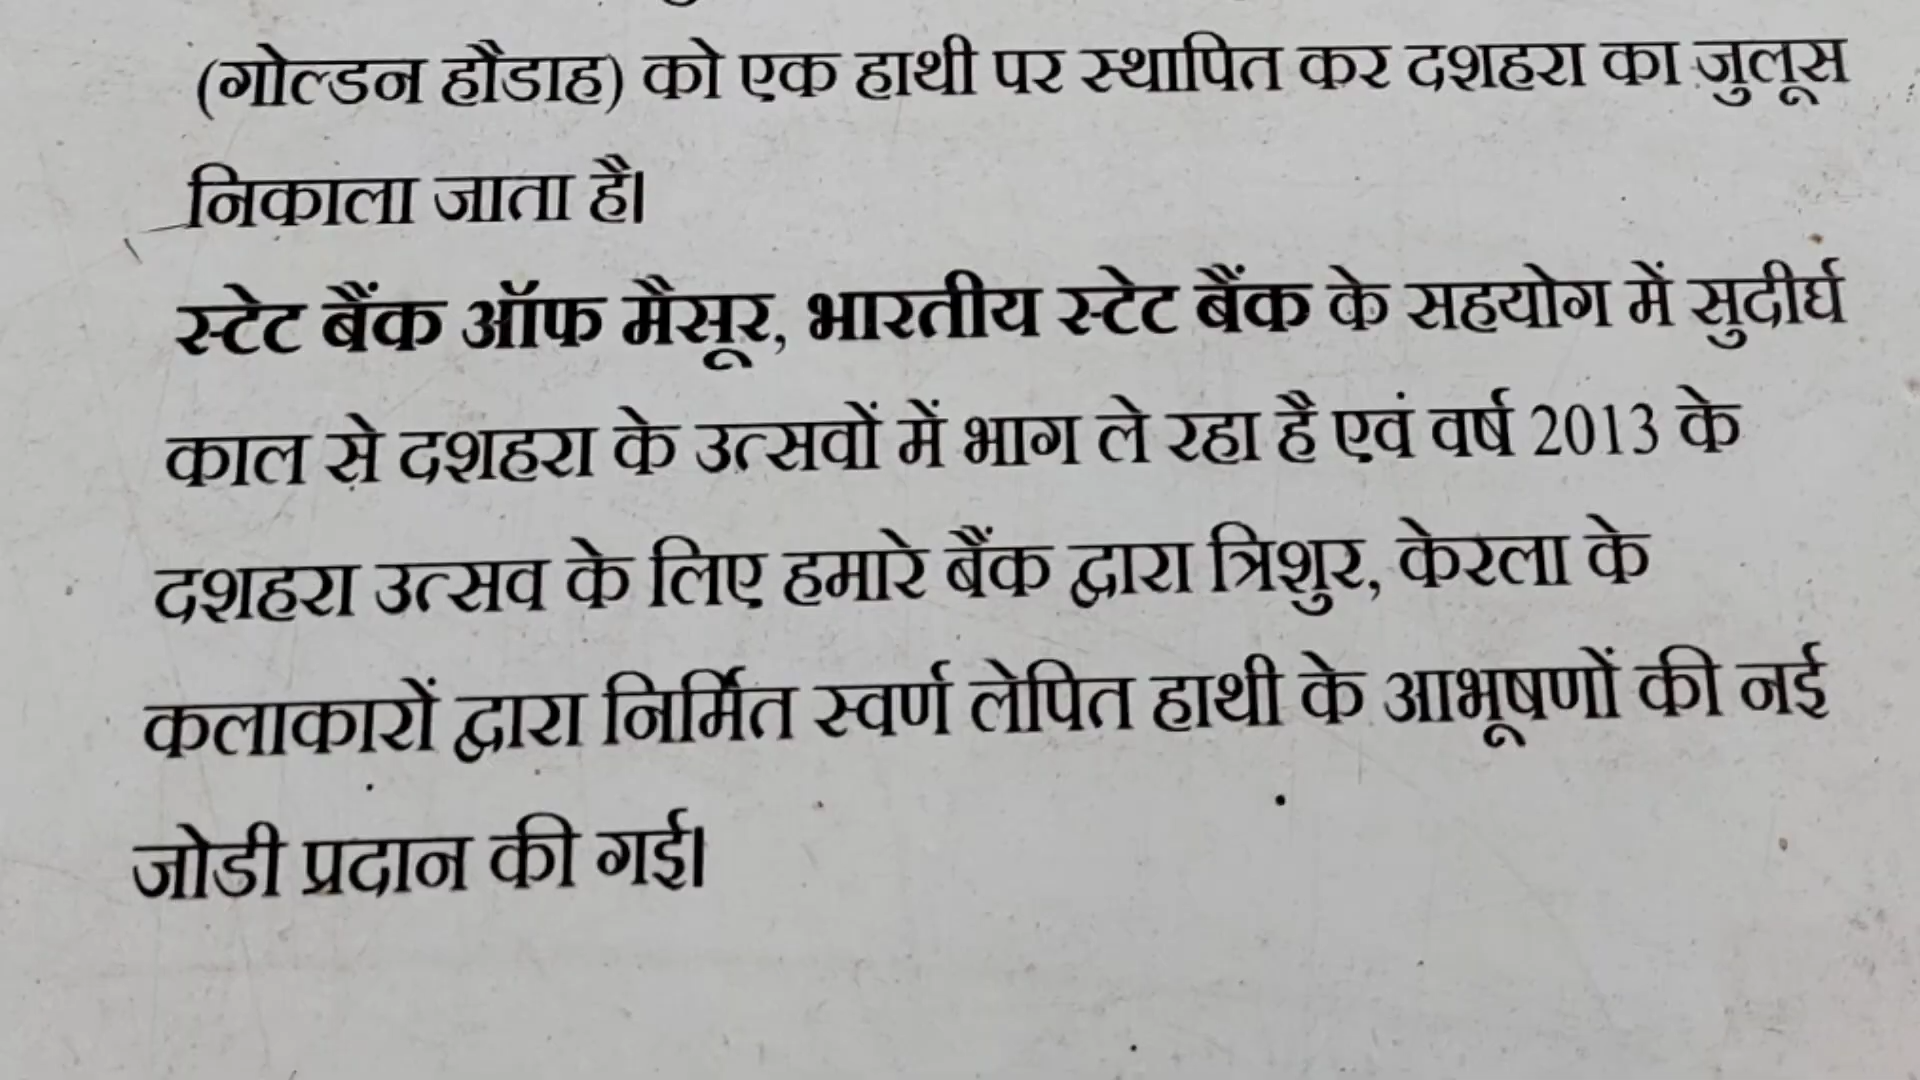 (गोल्डन हौडाह) को एक हाथी पर स्थापित कर दशहरा का जुलूस
निकाला जाता है।
स्टेट बैंक ऑफ मैसूर, भारतीय स्टेट बैंक के सहयोग में सुदीर्घ
काल से दशहरा के उत्सवों में भाग ले रहा है एवं वर्ष 2013 के
दशहरा उत्सव के लिए हमारे बैंक द्वारा त्रिशुर, केरला के
कलाकारों द्वारा निर्मित स्वर्ण लेपित हाथी के आभूषणों की नई
जोडी प्रदान की गई।